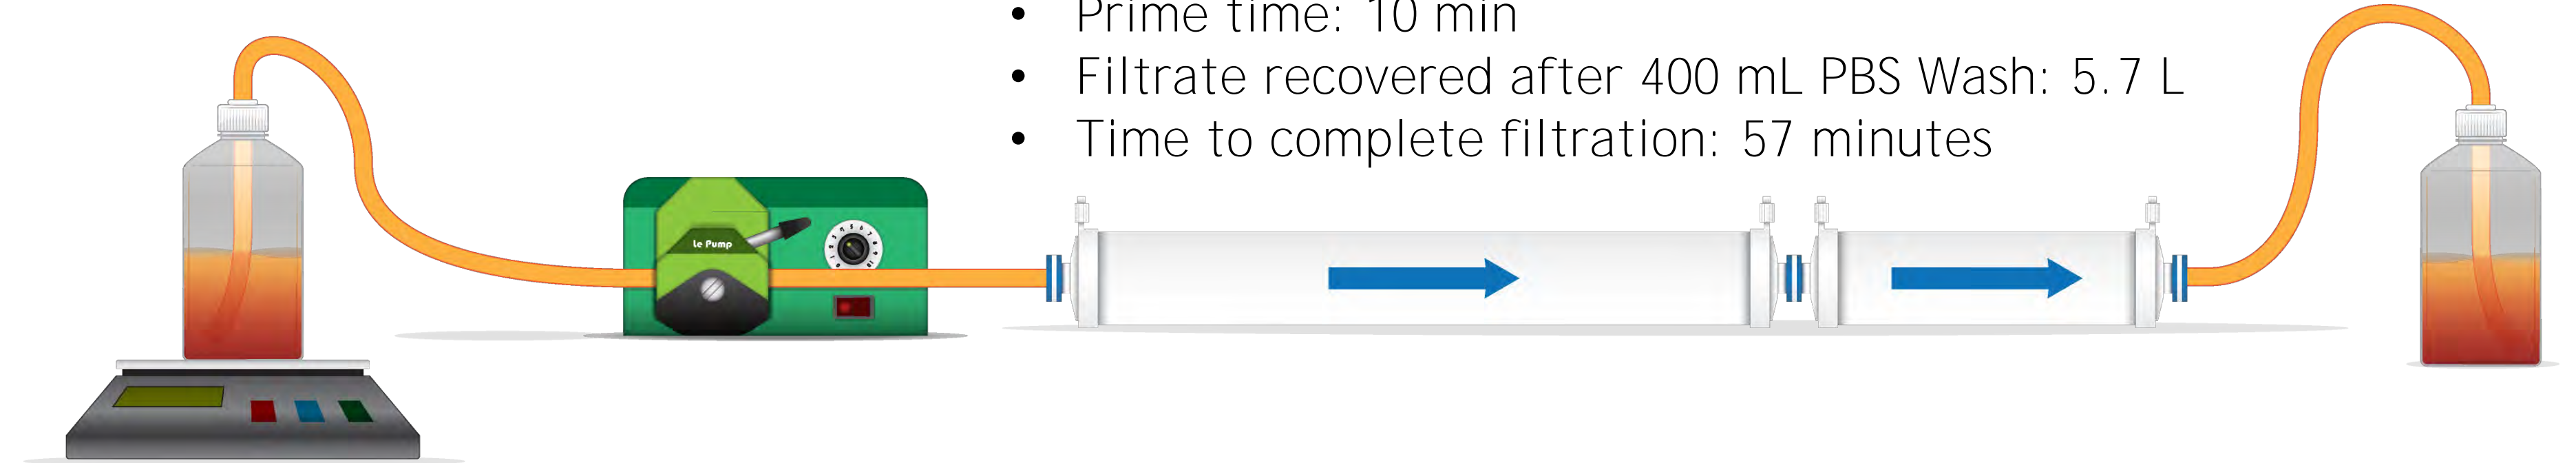 • Prime time: 10 min
• Filtrate recovered after 400 mL PBS Wash: 5.7 L
• Time to complete filtration: 57 minutes
Le Pump